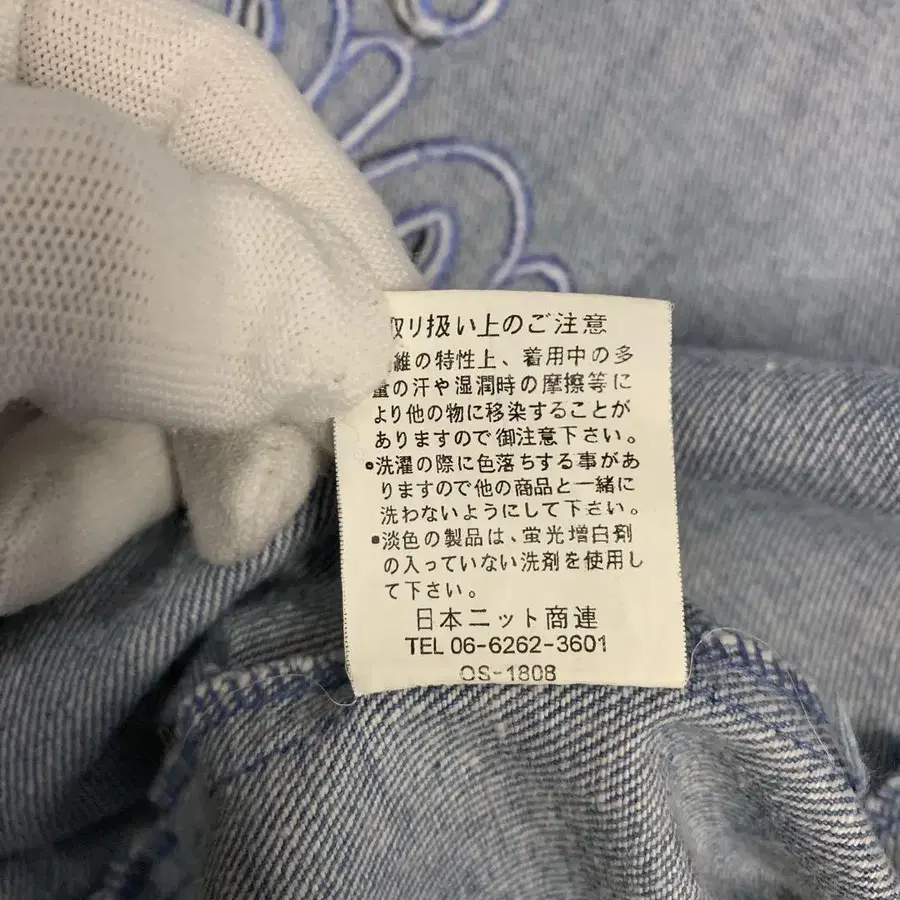 取り扱い上のご注意
維の特性上、着用中の多
量の汗や湿潤時の摩擦等に
より他の物に移染することが
ありますので御注意下さい。
•洗濯の際に色落ちする事があ
りますので他の商品と一緒に
洗わないようにして下さい。
•淡色の製品は、蛍光増白剤
の入っていない洗剤を使用し
て下さい。
日本ニット商連
TEL 06-6262-3601
OS-1808